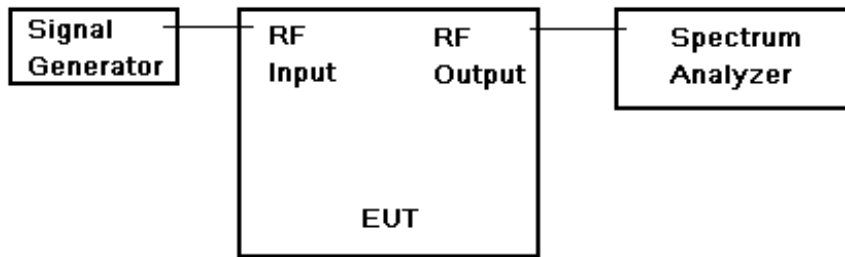 Signal
Generator
RF
Input
RF
Output
EUT
Spectrum
Analyzer